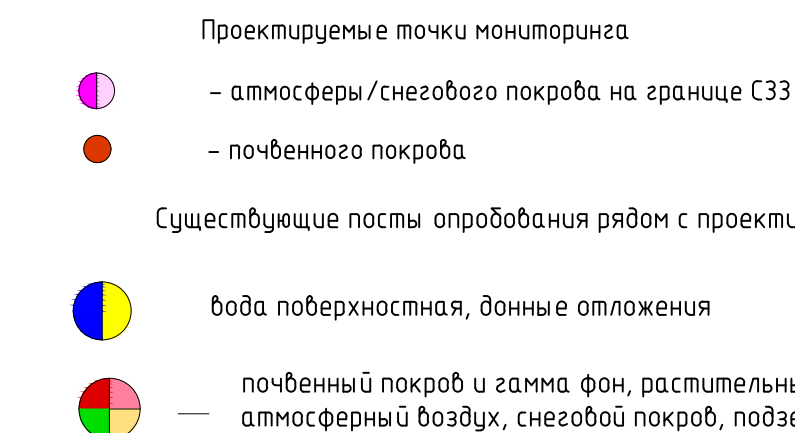 Проектируемые точки мониторинга
- атмосферы/снегового покрова на границе СЗЗ
- почвенного покрова
Существующие посты опробования рядом с
вода поверхностная, донные отложения
почвенный покров и гамма фон,
атмосферный воздух, снеговой покров,